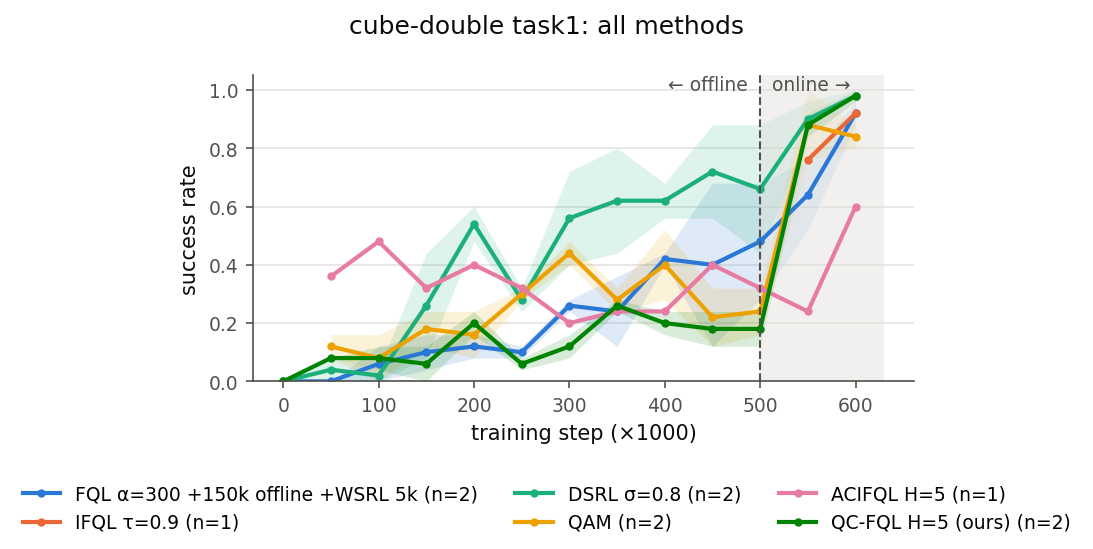 cube-double task1: all methods
← offline
online →
1.0
0.8
0.6
0.4
0.2
0.0
success rate
0
100
200
300
400
500
600
training step (×1000)
FQL α=300 +150k offline +WSRL 5k (n=2)
IFQL τ=0.9 (n=1)
DSRL σ=0.8 (n=2)
QAM (n=2)
ACIFQL H=5 (n=1)
QC-FQL H=5 (ours) (n=2)